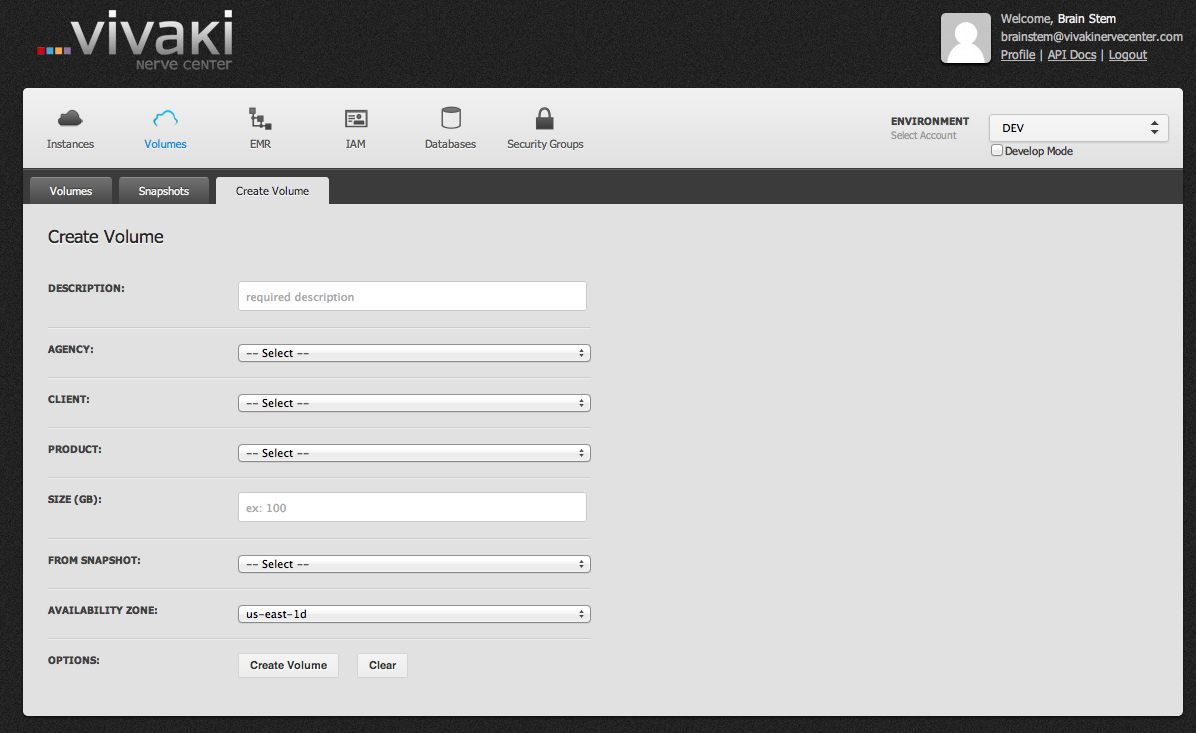 vivaki
nerve center
Welcome, Brain Stem
brainstem@vivakinervecenter.com
Profile | API Docs | Logout
Instances
Volumes
EMR
IAM
Databases
Security Groups
ENVIRONMENT
Select Account
DEV
Develop Mode
Volumes
Snapshots
Create Volume
Create Volume
DESCRIPTION:
required description
AGENCY:
-- Select --
CLIENT:
-- Select --
PRODUCT:
-- Select --
SIZE (GB):
ex: 100
FROM SNAPSHOT:
-- Select --
AVAILABILITY ZONE:
us-east-1d
OPTIONS:
Create Volume
Clear